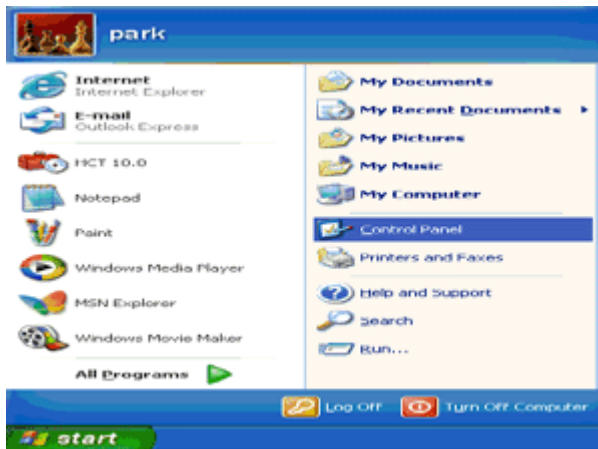 park
Internet
Internet Explorer
E-mail
Outlook Express
HCT 10.0
Notepad
Paint
Windows Media Player
MSN Explorer
Windows Movie Maker
All Programs
My Documents
My Recent Documents
My Pictures
My Music
My Computer
Control Panel
Printers and Faxes
Help and Support
Search
Run...
Log Off
Turn Off Computer
start